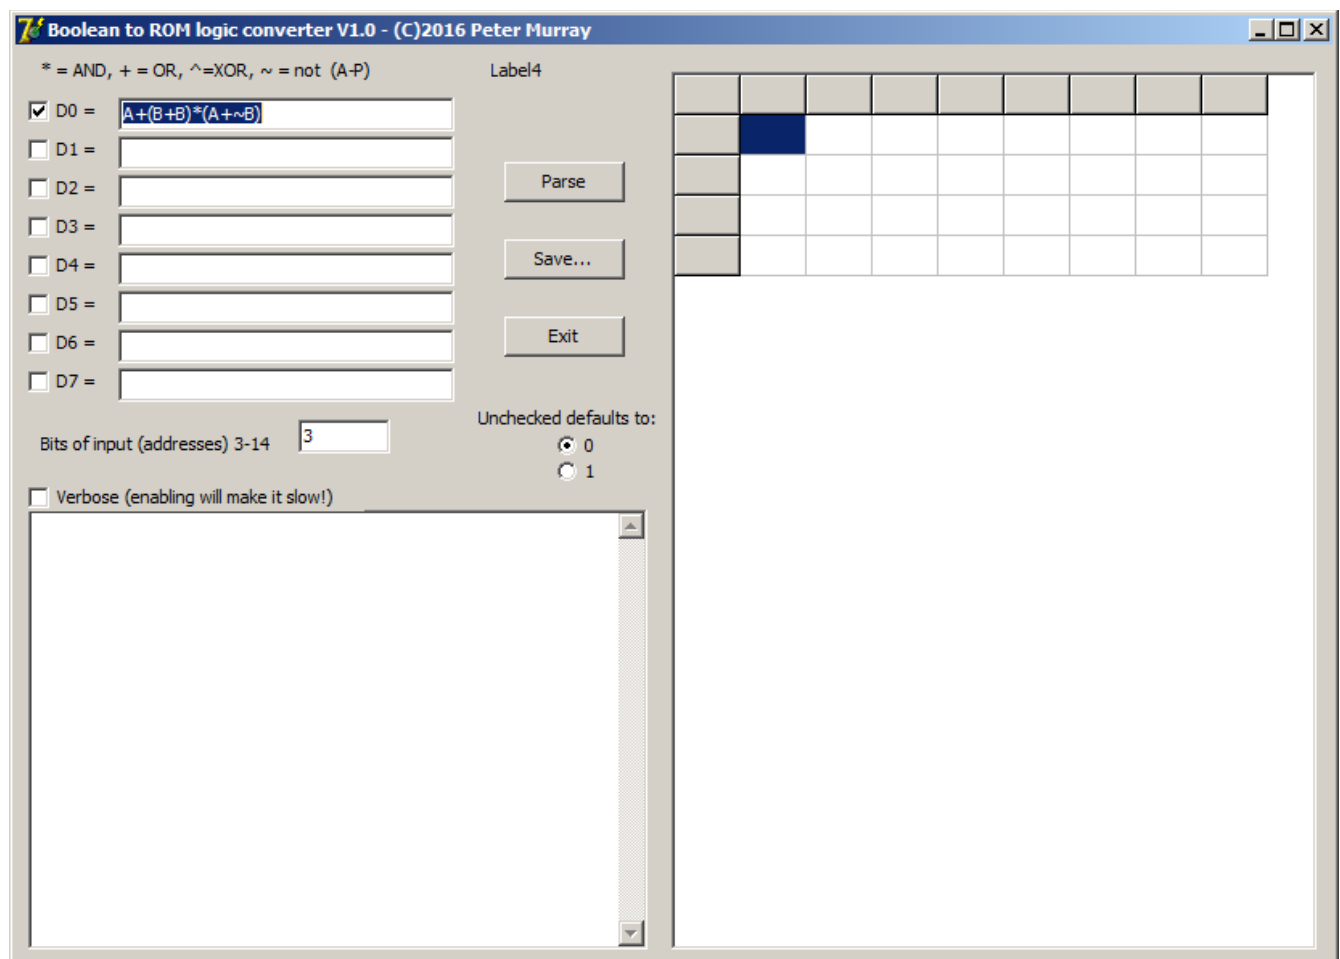 Boolean to ROM logic converter V1.0 - (C)2016 Peter Murray
* = AND, + = OR, ^=XOR, ~ = not (A-P)
Label4
D0 =
A+(B+B)*(A+~B)
D1 =
D2 =
D3 =
D4 =
D5 =
D6 =
D7 =
Parse
Save...
Exit
Bits of input (addresses) 3-14
3
Unchecked defaults to:
0
1
Verbose (enabling will make it slow!)